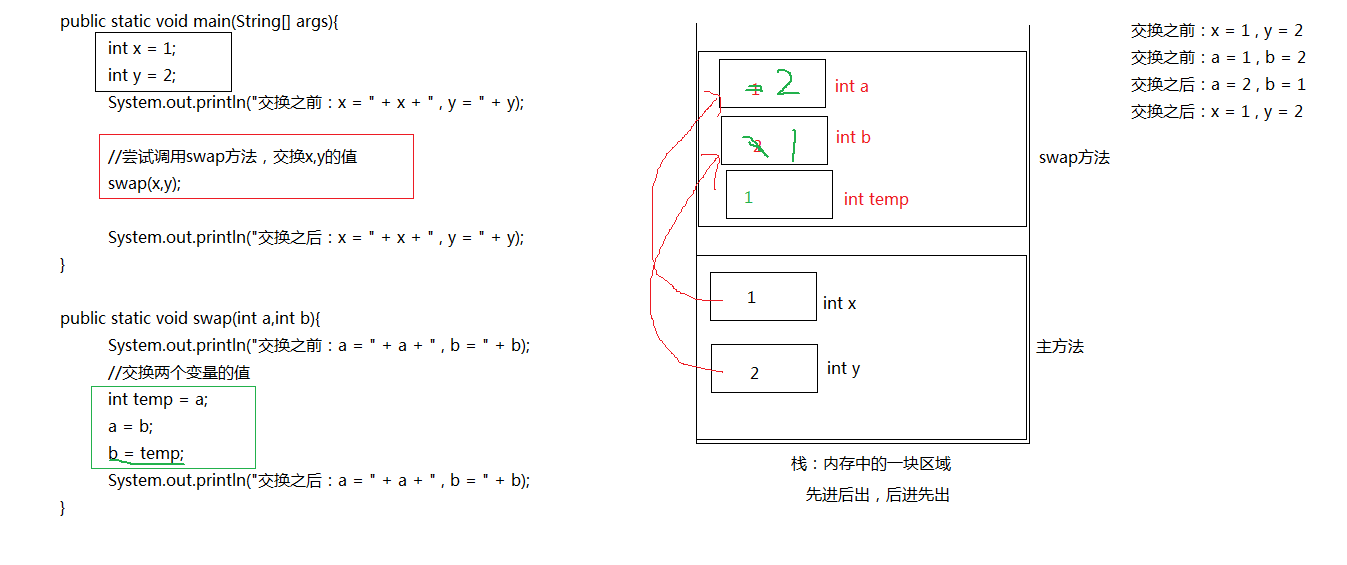 public static void main(String[] args){
int x = 1;
int y = 2;
System.out.println("交换之前：x = " + x + " , y = " + y);
//尝试调用swap方法，交换x,y的值
swap(x,y);
System.out.println("交换之后：x = " + x + " , y = " + y);
}
public static void swap(int a,int b){
System.out.println("交换之前：a = " + a + " , b = " + b);
//交换两个变量的值
int temp = a;
a = b;
b = temp;
System.out.println("交换之后：a = " + a + " , b = " + b);
}
1 2 int a
2 1 int b
1 int temp
swap方法
1 int x
2 int y
主方法
栈：内存中的一块区域
先进后出，后进先出
交换之前：x = 1 , y = 2
交换之前：a = 1 , b = 2
交换之后：a = 2 , b = 1
交换之后：x = 1 , y = 2